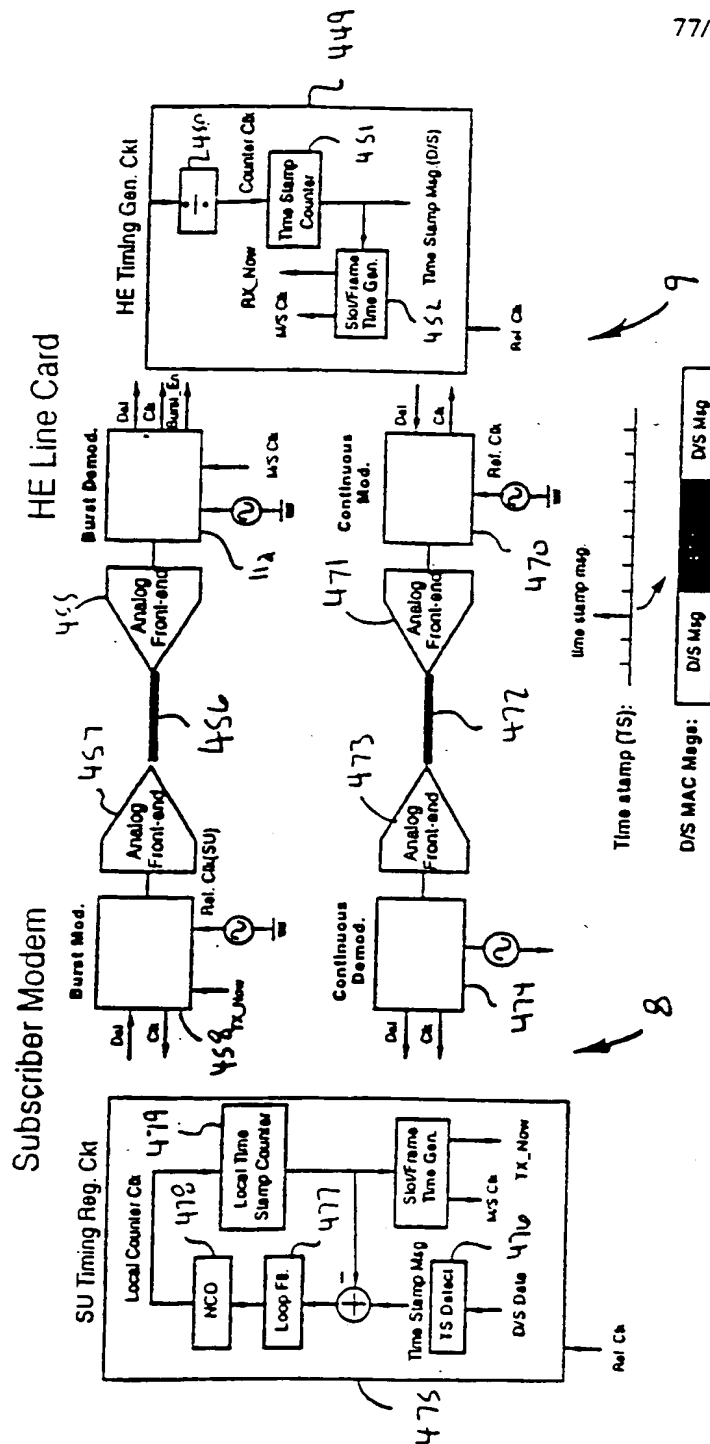 77/
Subscriber Modem
HE Line Card
SU Timing Reg. Ckt
Local Counter Clk
478
NCO
477
Loop Fil.
479
Local Time
Stamp Counter
−
+
Time Stamp Msg
TS Detect
476
D/S Data
Slot/Frame
Time Gen.
M/S Clk
TX_Now
Ref Clk
475
Burst Mod.
Dat
Clk
458
TX_Now
Ref. Clk(SU)
457
Analog
Front-end
456
455
Analog
Front-end
Burst Demod.
Dat
Clk
Burst_En
112
M/S Clk
Continuous
Demod.
Dat
Clk
474
473
Analog
Front-end
472
471
Analog
Front-end
Continuous
Mod.
Dat
Clk
470
Ref. Clk
HE Timing Gen. Ckt
450
Counter Clk
Time Stamp
Counter
451
RX_Now
M/S Clk
Slot/Frame
Time Gen.
452
Time Stamp Msg.(D/S)
Ref Clk
449
8
9
time stamp msg.
Time stamp (TS):
D/S MAC Msgs:
D/S Msg
D/S Msg